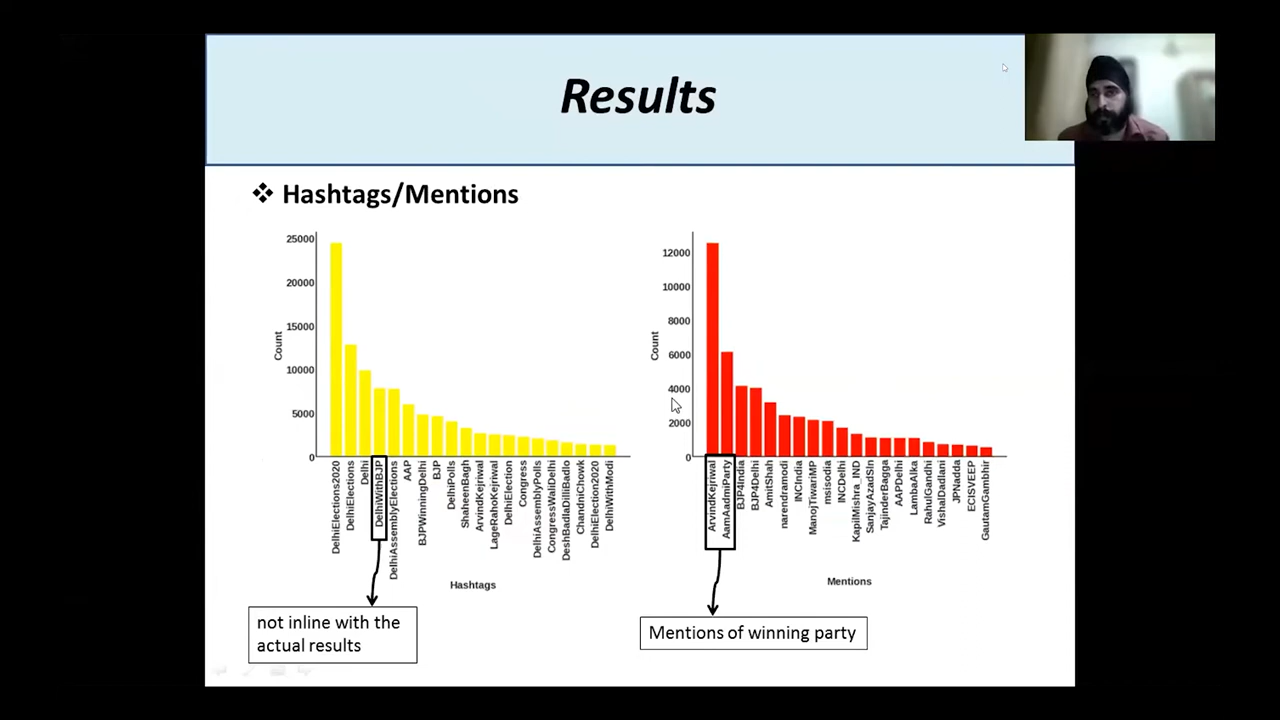 Results
❖ Hashtags/Mentions
25000
20000
15000
10000
5000
0
Count
DelhiElections2020
DelhiElections
Delhi
DelhiWithBJP
DelhiAssemblyElections
AAP
BJPWinningDelhi
BJP
DelhiPolls
ShaheenBagh
ArvindKejriwal
LageRahoKejriwal
DelhiElection
Congress
DelhiAssemblyPolls
CongressWaliDelhi
DeshBadlaDilliBadlo
ChandniChowk
DelhiElection2020
DelhiWithModi
Hashtags
12000
10000
8000
6000
4000
2000
0
Count
ArvindKejriwal
AamAadmiParty
BJP4India
BJP4Delhi
AmitShah
narendramodi
INCIndia
ManojTiwariMP
msisodia
INCDelhi
KapilMishra_IND
SanjayAzadSln
TajinderBagga
AAPDelhi
LambaAlka
RahulGandhi
VishalDadlani
JPNadda
ECISVEEP
GautamGambhir
Mentions
not inline with the
actual results
Mentions of winning party